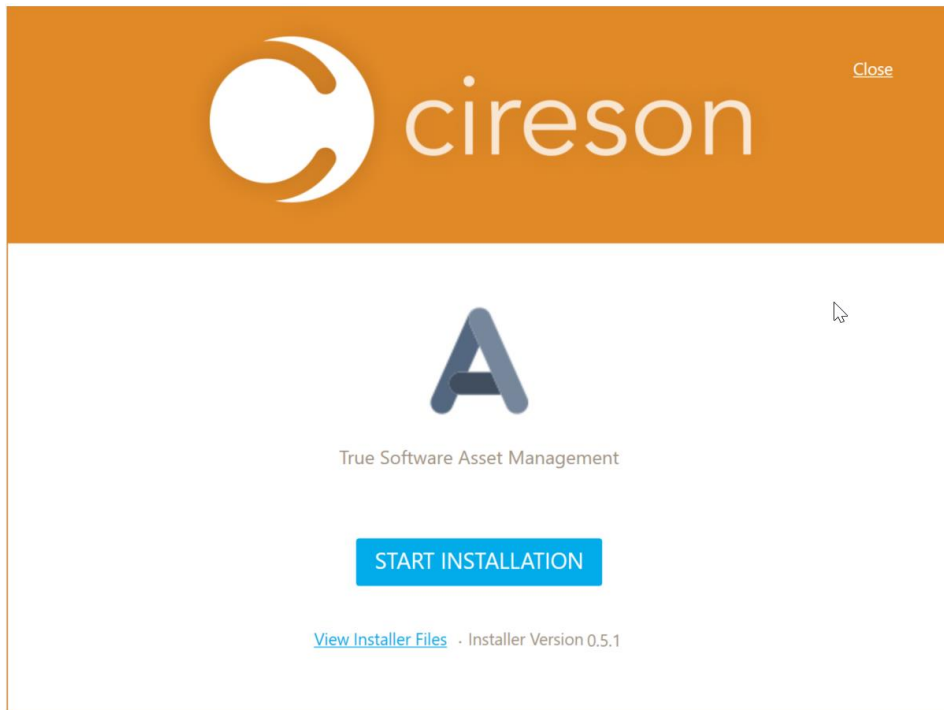 Close
cireson
True Software Asset Management
START INSTALLATION
View Installer Files · Installer Version 0.5.1